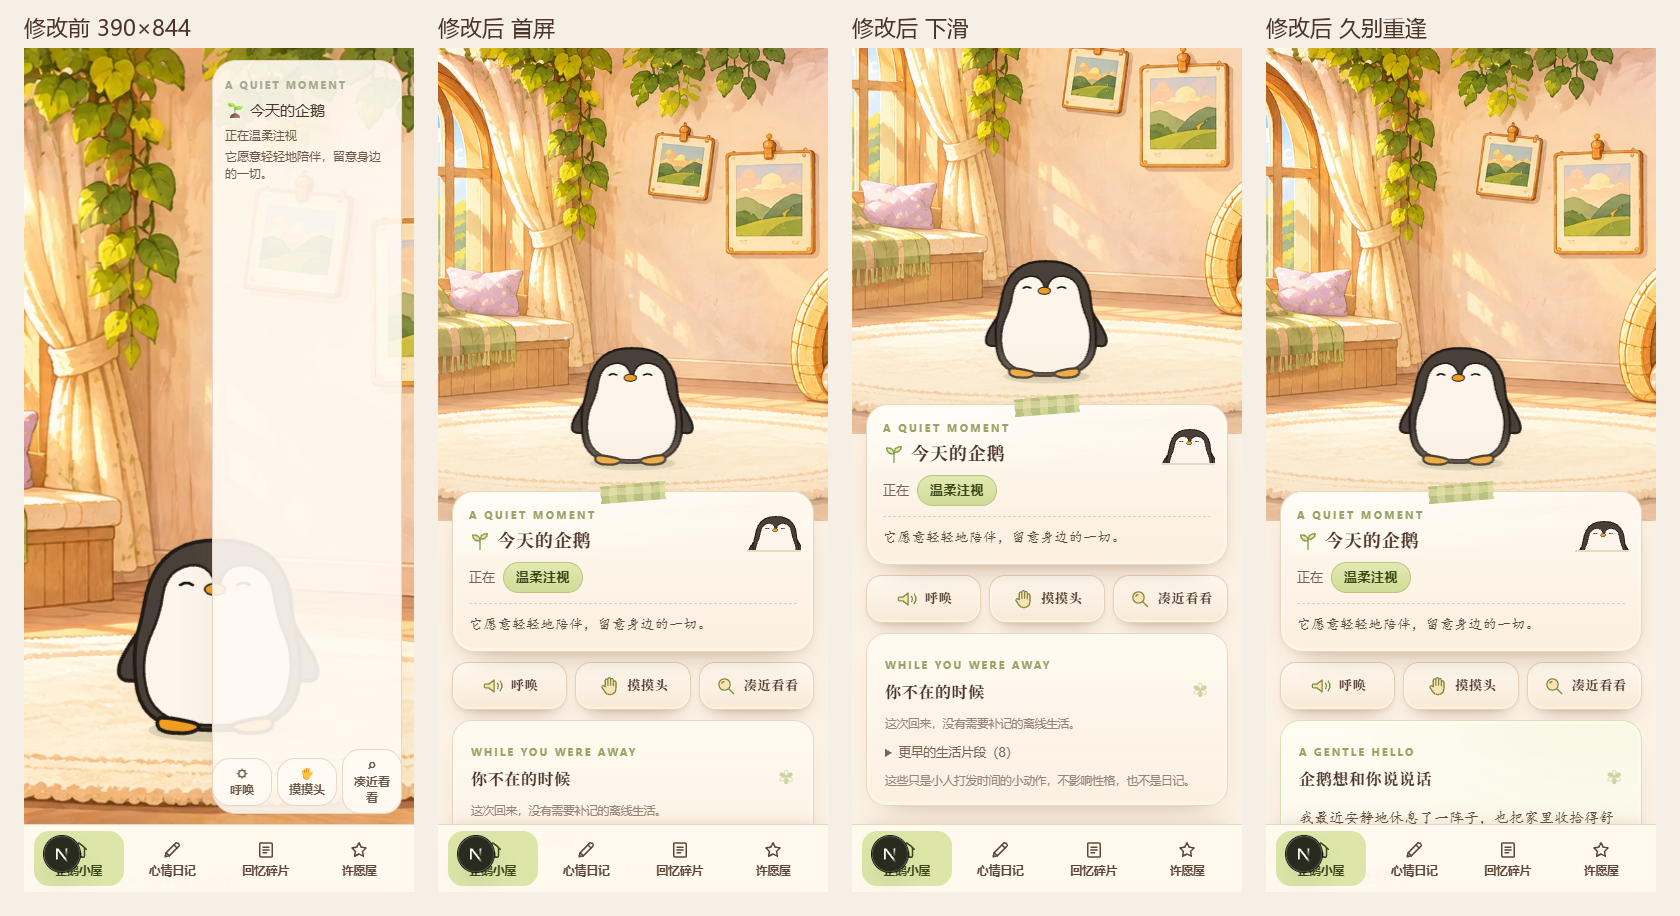 修改前 390×844
A QUIET MOMENT
今天的企鹅
正在温柔注视
它愿意轻轻地陪伴，留意身边
的一切。
呼唤
摸摸头
凑近看
看
N
企鹅小屋
心情日记
回忆碎片
许愿屋
修改后 首屏
A QUIET MOMENT
今天的企鹅
正在 温柔注视
它愿意轻轻地陪伴，留意身边的一切。
呼唤
摸摸头
凑近看看
WHILE YOU WERE AWAY
你不在的时候
这次回来，没有需要补记的离线生活。
N
企鹅小屋
心情日记
回忆碎片
许愿屋
修改后 下滑
A QUIET MOMENT
今天的企鹅
正在 温柔注视
它愿意轻轻地陪伴，留意身边的一切。
呼唤
摸摸头
凑近看看
WHILE YOU WERE AWAY
你不在的时候
这次回来，没有需要补记的离线生活。
更早的生活片段（8）
这些只是小人打发时间的小动作，不影响性格，也不是日记。
N
企鹅小屋
心情日记
回忆碎片
许愿屋
修改后 久别重逢
A QUIET MOMENT
今天的企鹅
正在 温柔注视
它愿意轻轻地陪伴，留意身边的一切。
呼唤
摸摸头
凑近看看
A GENTLE HELLO
企鹅想和你说说话
我最近安静地休息了一阵子，也把家里收拾得舒
N
企鹅小屋
心情日记
回忆碎片
许愿屋